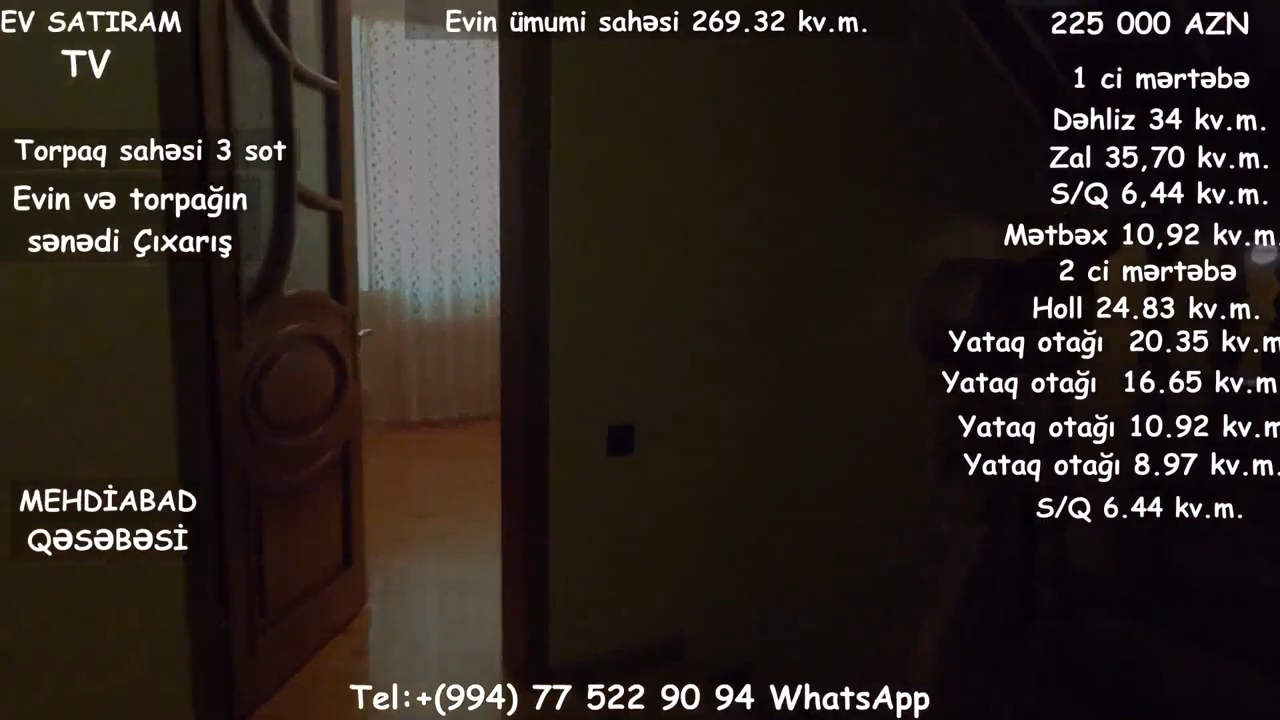 EV SATIRAM
TV
Evin ümumi sahəsi 269.32 kv.m.
225 000 AZN
Torpaq sahəsi 3 sot
Evin və torpağın
sənədi Çıxarış
MEHDİABAD
QƏSƏBƏSİ
1 ci mərtəbə
Dəhliz 34 kv.m.
Zal 35,70 kv.m.
S/Q 6,44 kv.m.
Mətbəx 10,92 kv.m.
2 ci mərtəbə
Holl 24.83 kv.m.
Yataq otağı 20.35 kv.m
Yataq otağı 16.65 kv.m
Yataq otağı 10.92 kv.m
Yataq otağı 8.97 kv.m.
S/Q 6.44 kv.m.
Tel:+(994) 77 522 90 94 WhatsApp